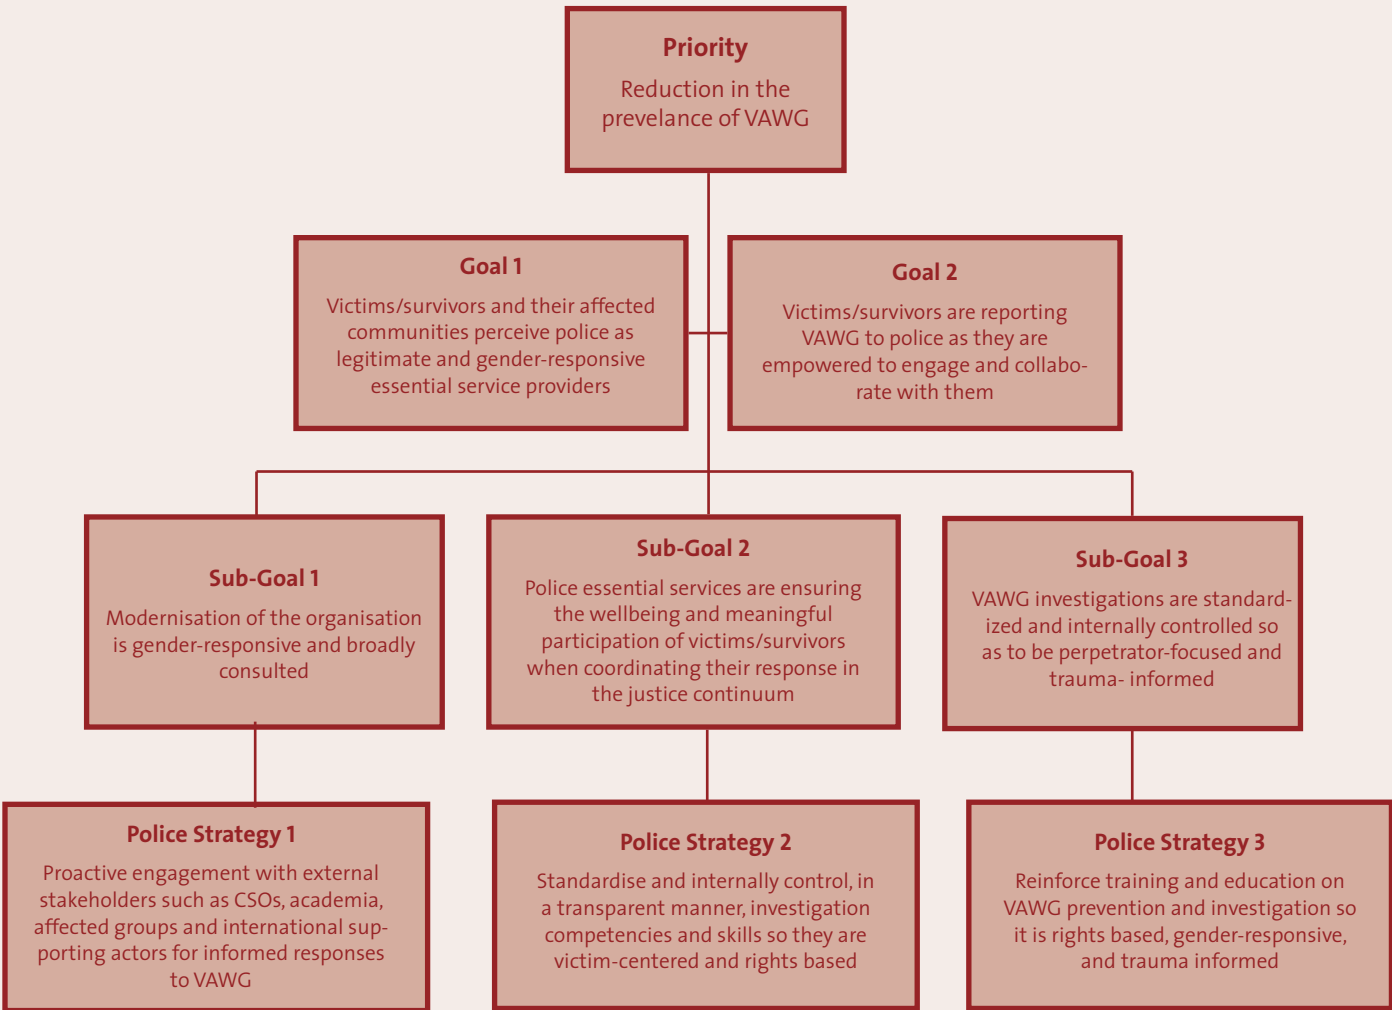 Priority
Reduction in the
prevelance of VAWG
Goal 1
Victims/survivors and their affected
communities perceive police as
legitimate and gender-responsive
essential service providers
Goal 2
Victims/survivors are reporting
VAWG to police as they are
empowered to engage and collabo-
rate with them
Sub-Goal 1
Modernisation of the organisation
is gender-responsive and broadly
consulted
Sub-Goal 2
Police essential services are ensuring
the wellbeing and meaningful
participation of victims/survivors
when coordinating their response in
the justice continuum
Sub-Goal 3
VAWG investigations are standard-
ized and internally controlled so
as to be perpetrator-focused and
trauma- informed
Police Strategy 1
Proactive engagement with external
stakeholders such as CSOs, academia,
affected groups and international sup-
porting actors for informed responses
to VAWG
Police Strategy 2
Standardise and internally control, in
a transparent manner, investigation
competencies and skills so they are
victim-centered and rights based
Police Strategy 3
Reinforce training and education on
VAWG prevention and investigation so
it is rights based, gender-responsive,
and trauma informed